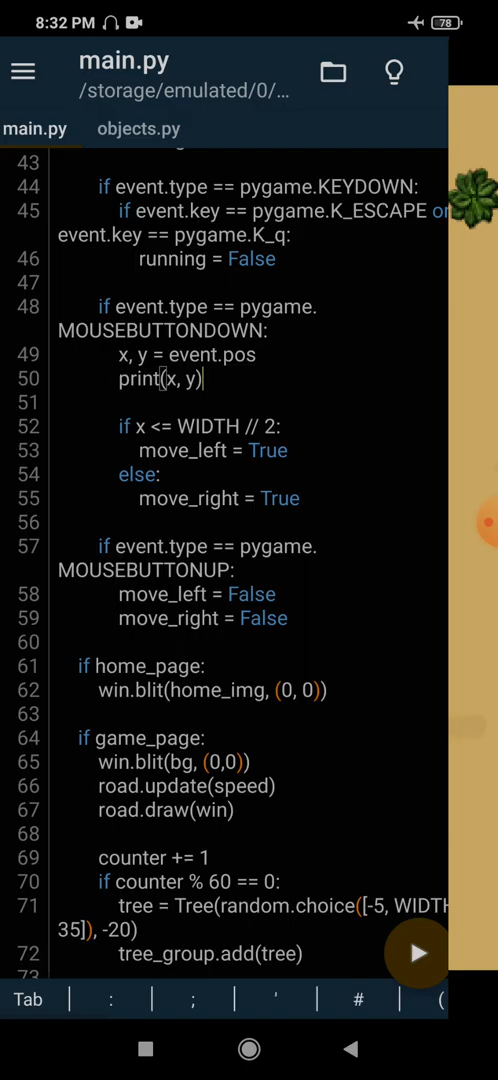 8:32 PM 78
main.py
/storage/emulated/0/...
main.py objects.py
43
44 if event.type == pygame.KEYDOWN:
45 if event.key == pygame.K_ESCAPE or
event.key == pygame.K_q:
46 running = False
47
48 if event.type == pygame.
MOUSEBUTTONDOWN:
49 x, y = event.pos
50 print(x, y)
51
52 if x <= WIDTH // 2:
53 move_left = True
54 else:
55 move_right = True
56
57 if event.type == pygame.
MOUSEBUTTONUP:
58 move_left = False
59 move_right = False
60
61 if home_page:
62 win.blit(home_img, (0, 0))
63
64 if game_page:
65 win.blit(bg, (0,0))
66 road.update(speed)
67 road.draw(win)
68
69 counter += 1
70 if counter % 60 == 0:
71 tree = Tree(random.choice([-5, WIDTH
35]), -20)
72 tree_group.add(tree)
73
Tab : ; ' # (